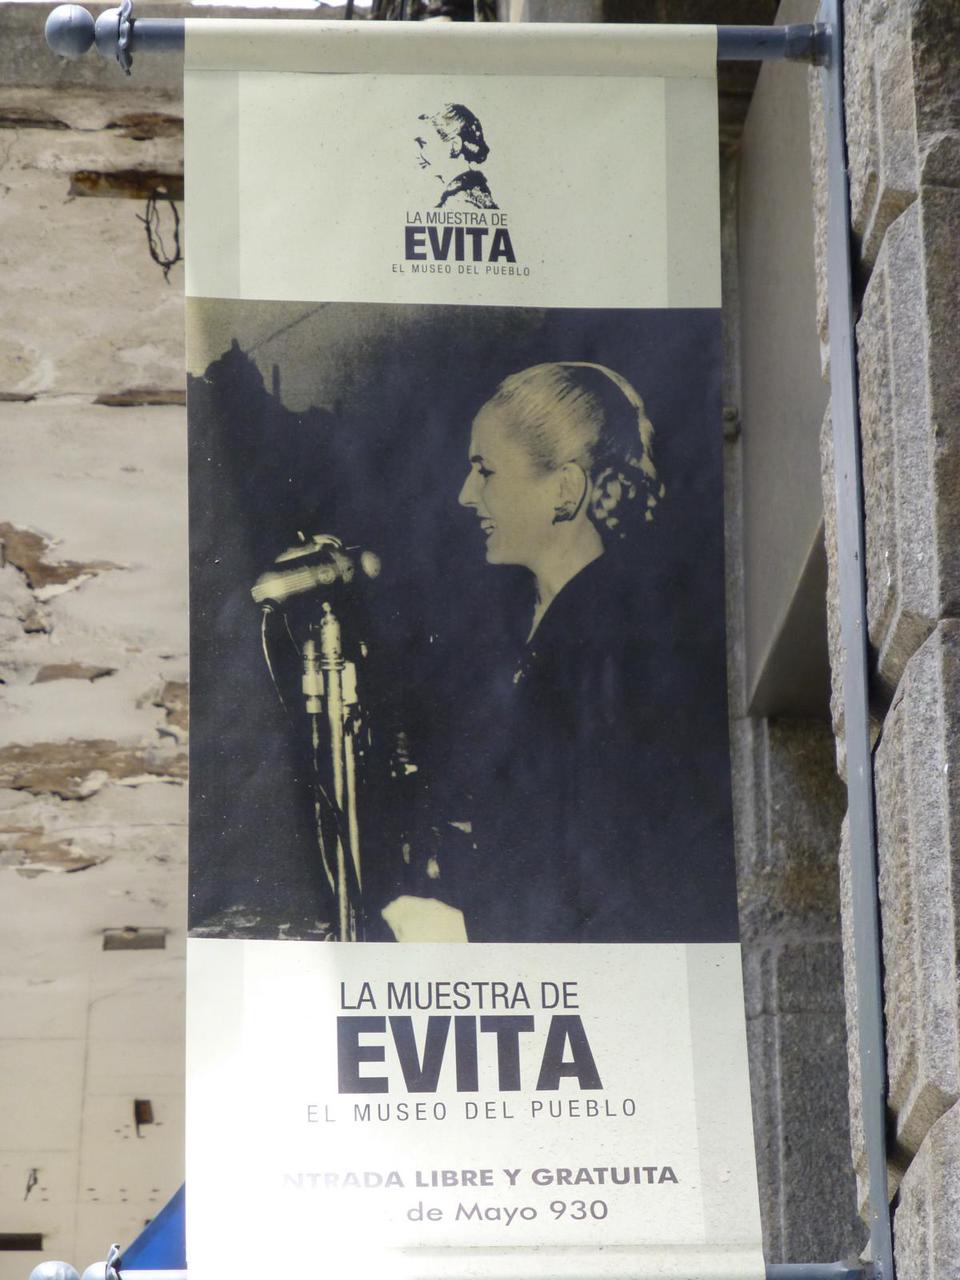 LA MUESTRA DE
EVITA
EL MUSEO DEL PUEBLO
LA MUESTRA DE
EVITA
EL MUSEO DEL PUEBLO
NTRADA LIBRE Y GRATUITA
de Mayo 930